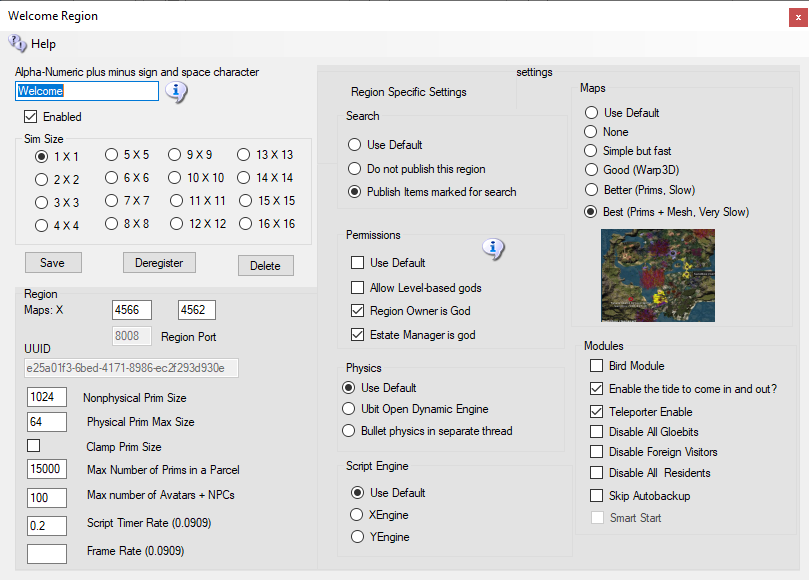 Welcome Region
x
Help
Alpha-Numeric plus minus sign and space character
Welcome
Enabled
Sim Size
1 X 1
5 X 5
9 X 9
13 X 13
2 X 2
6 X 6
10 X 10
14 X 14
3 X 3
7 X 7
11 X 11
15 X 15
4 X 4
8 X 8
12 X 12
16 X 16
Save
Deregister
Delete
Region
Maps: X
4566
4562
8008
Region Port
UUID
e25a01f3-6bed-4171-8986-ec2f293d930e
1024
Nonphysical Prim Size
64
Physical Prim Max Size
Clamp Prim Size
15000
Max Number of Prims in a Parcel
100
Max number of Avatars + NPCs
0.2
Script Timer Rate (0.0909)
Frame Rate (0.0909)
settings
Region Specific Settings
Search
Use Default
Do not publish this region
Publish Items marked for search
Permissions
Use Default
Allow Level-based gods
Region Owner is God
Estate Manager is god
Physics
Use Default
Ubit Open Dynamic Engine
Bullet physics in separate thread
Script Engine
Use Default
XEngine
YEngine
Maps
Use Default
None
Simple but fast
Good (Warp3D)
Better (Prims, Slow)
Best (Prims + Mesh, Very Slow)
Modules
Bird Module
Enable the tide to come in and out?
Teleporter Enable
Disable All Gloebits
Disable Foreign Visitors
Disable All Residents
Skip Autobackup
Smart Start